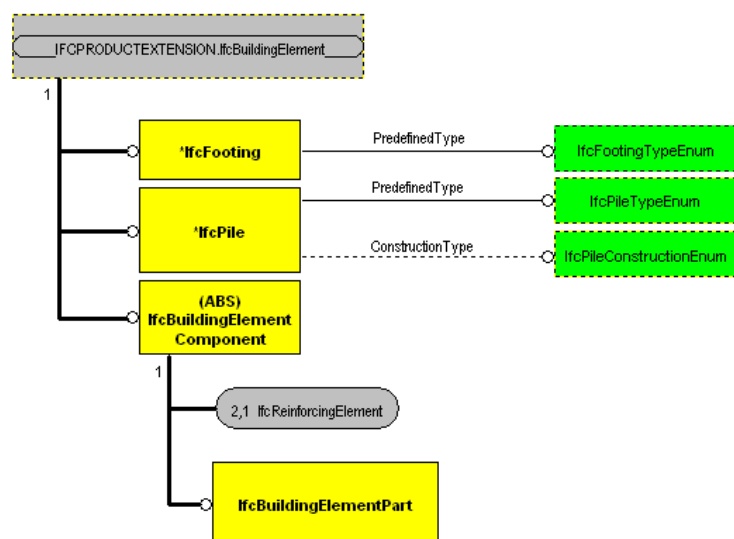 IFCPRODUCTEXTENSION.IfcBuildingElement
1
*IfcFooting
PredefinedType
IfcFootingTypeEnum
PredefinedType
IfcPileTypeEnum
*IfcPile
ConstructionType
IfcPileConstructionEnum
(ABS)
IfcBuildingElement
Component
1
2,1 IfcReinforcingElement
IfcBuildingElementPart